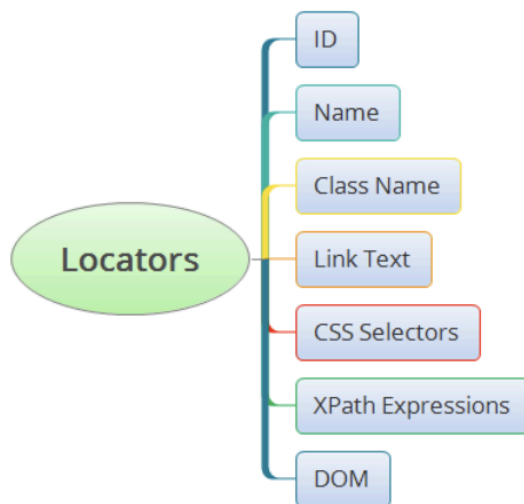 Locators
ID
Name
Class Name
Link Text
CSS Selectors
XPath Expressions
DOM